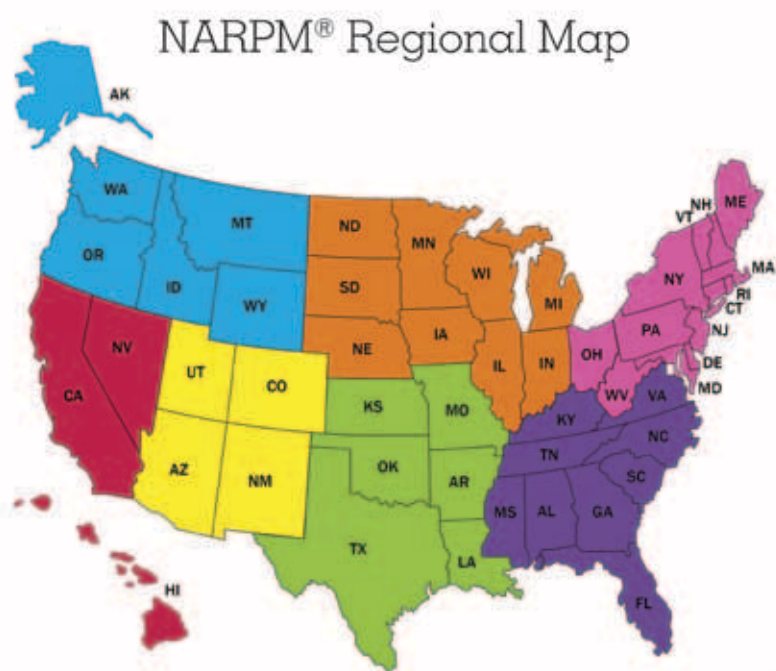 NARPM® Regional Map
AK
WA
MT
ND
MN
ME
NH
VT
OR
ID
WY
SD
WI
MI
NY
MA
RI
CT
NV
UT
CO
NE
IA
IL
IN
OH
PA
NJ
DE
MD
WV
VA
CA
KS
MO
KY
NC
AZ
NM
OK
AR
TN
SC
TX
LA
MS
AL
GA
HI
FL